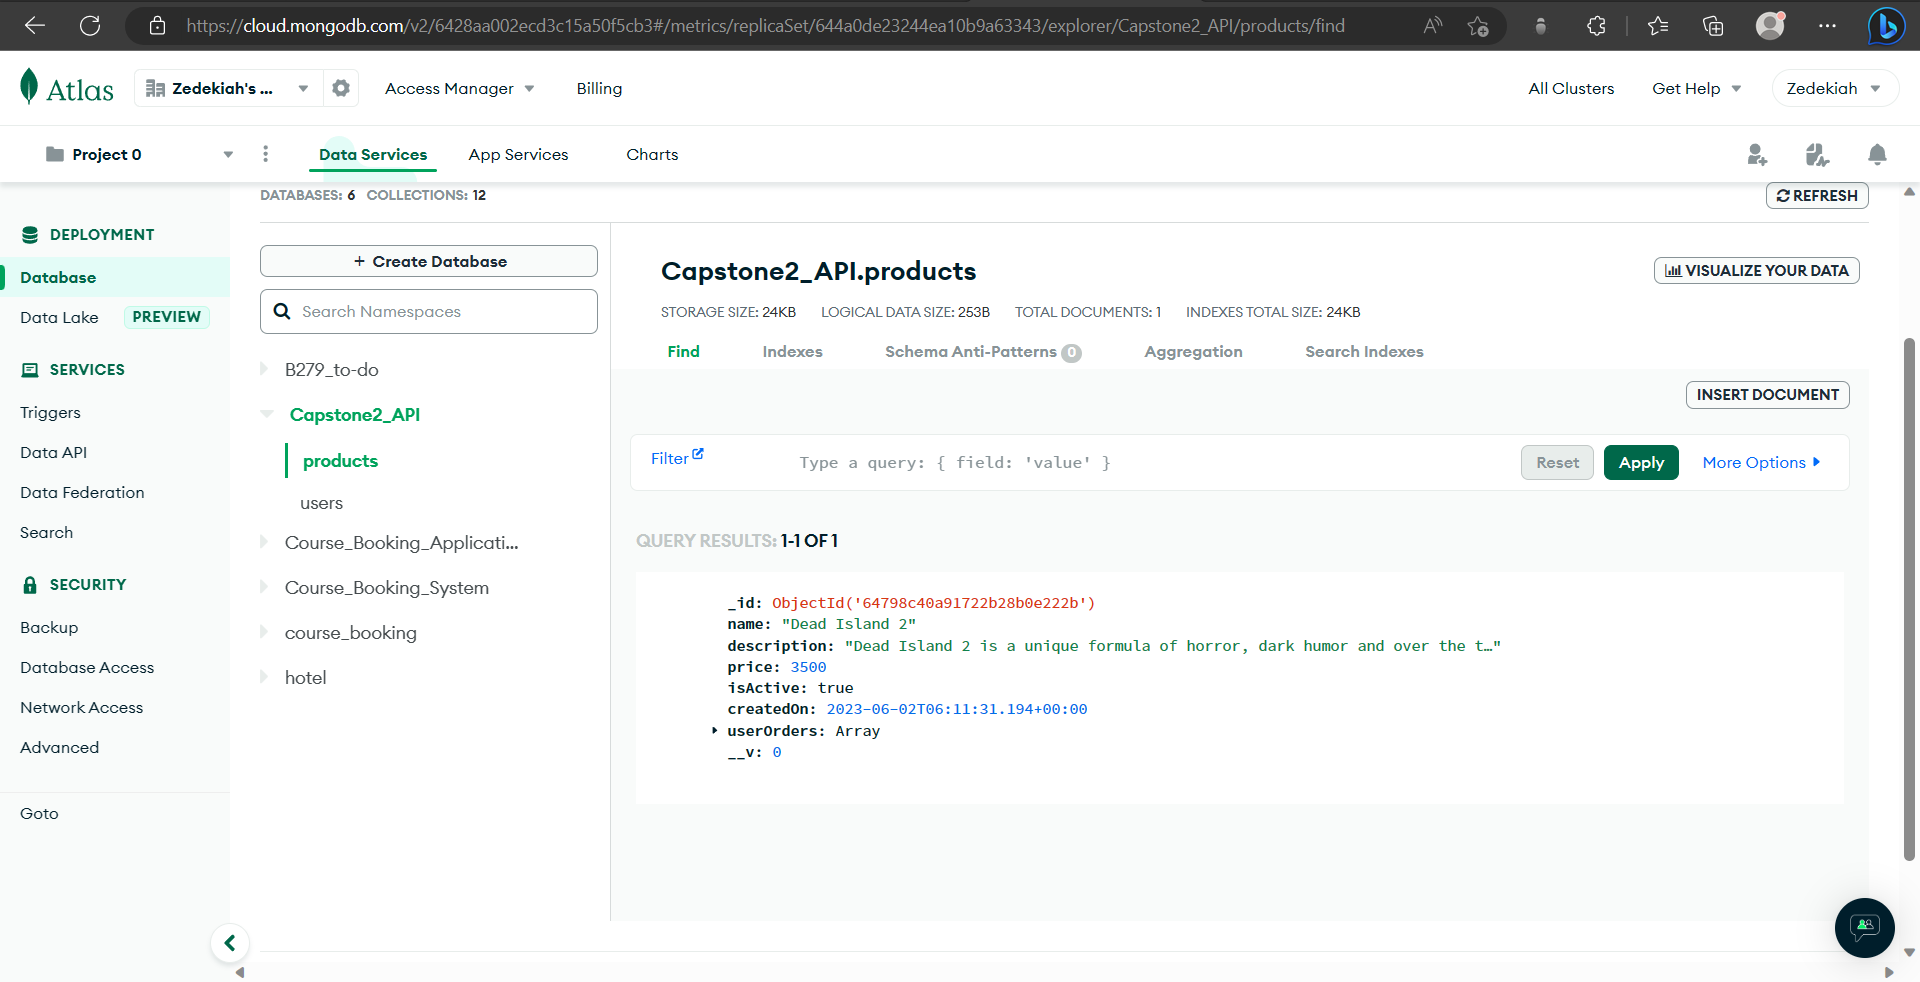 https://cloud.mongodb.com/v2/6428aa002ecd3c15a50f5cb3#/metrics/replicaSet/644a0de23244ea10b9a63343/explorer/Capstone2_API/products/find
Atlas
Zedekiah's ...
Access Manager
Billing
All Clusters
Get Help
Zedekiah
Project 0
Data Services
App Services
Charts
DATABASES: 6 COLLECTIONS: 12
REFRESH
DEPLOYMENT
Database
Data Lake PREVIEW
SERVICES
Triggers
Data API
Data Federation
Search
SECURITY
Backup
Database Access
Network Access
Advanced
Goto
+ Create Database
Search Namespaces
B279_to-do
Capstone2_API
products
users
Course_Booking_Applicati...
Course_Booking_System
course_booking
hotel
Capstone2_API.products
VISUALIZE YOUR DATA
STORAGE SIZE: 24KB LOGICAL DATA SIZE: 253B TOTAL DOCUMENTS: 1 INDEXES TOTAL SIZE: 24KB
Find Indexes Schema Anti-Patterns 0 Aggregation Search Indexes
INSERT DOCUMENT
Filter Type a query: { field: 'value' } Reset Apply More Options
QUERY RESULTS: 1-1 OF 1
_id: ObjectId('64798c40a91722b28b0e222b')
name: "Dead Island 2"
description: "Dead Island 2 is a unique formula of horror, dark humor and over the t…"
price: 3500
isActive: true
createdOn: 2023-06-02T06:11:31.194+00:00
userOrders: Array
__v: 0